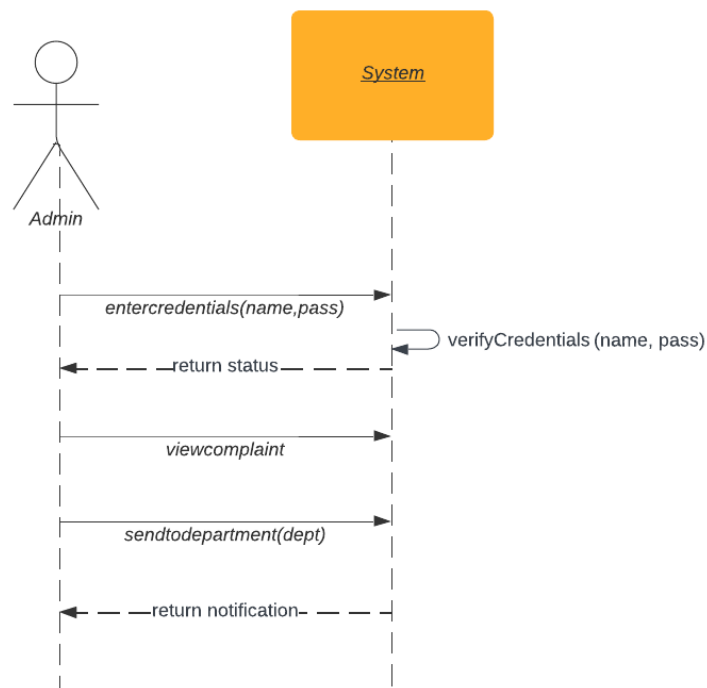 System
Admin
entercredentials(name,pass)
verifyCredentials (name, pass)
return status
viewcomplaint
sendtodepartment(dept)
return notification